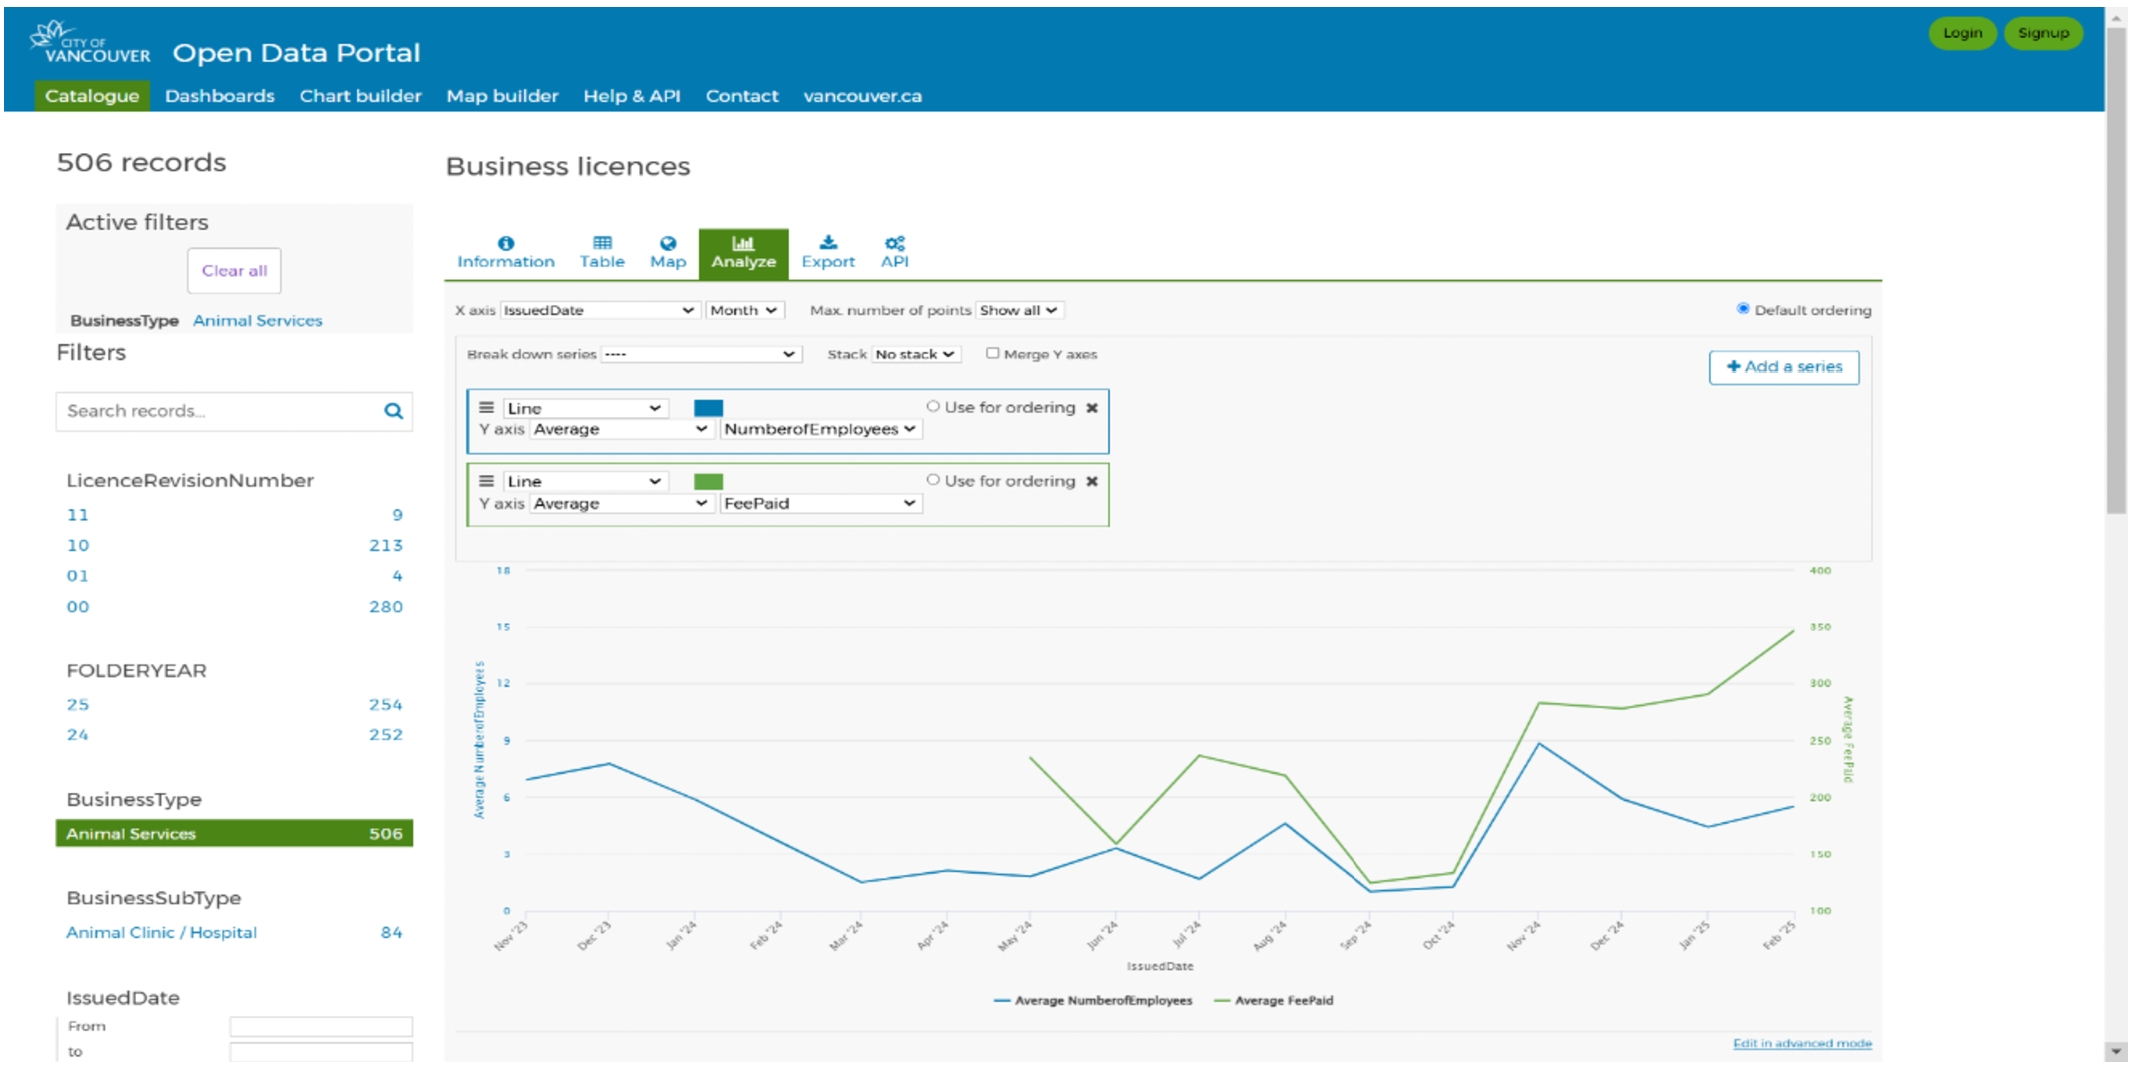 CITY OF
VANCOUVER
Open Data Portal
Login
Signup
Catalogue
Dashboards
Chart builder
Map builder
Help & API
Contact
vancouver.ca
506 records
Active filters
Clear all
BusinessType Animal Services
Filters
Search records...
LicenceRevisionNumber
11 9
10 213
01 4
00 280
FOLDERYEAR
25 254
24 252
BusinessType
Animal Services 506
BusinessSubType
Animal Clinic / Hospital 84
IssuedDate
From
to
Business licences
Information
Table
Map
Analyze
Export
API
X axis IssuedDate Month Max. number of points Show all Default ordering
Break down series ---- Stack No stack Merge Y axes
+ Add a series
Line Use for ordering ✖
Y axis Average NumberofEmployees
Line Use for ordering ✖
Y axis Average FeePaid
18
15
12
9
6
3
0
Average NumberofEmployees
400
350
300
250
200
150
100
Average FeePaid
Nov '23
Dec '23
Jan '24
Feb '24
Mar '24
Apr '24
May '24
Jun '24
Jul '24
Aug '24
Sep '24
Oct '24
Nov '24
Dec '24
Jan '25
Feb '25
IssuedDate
Average NumberofEmployees Average FeePaid
Edit in advanced mode